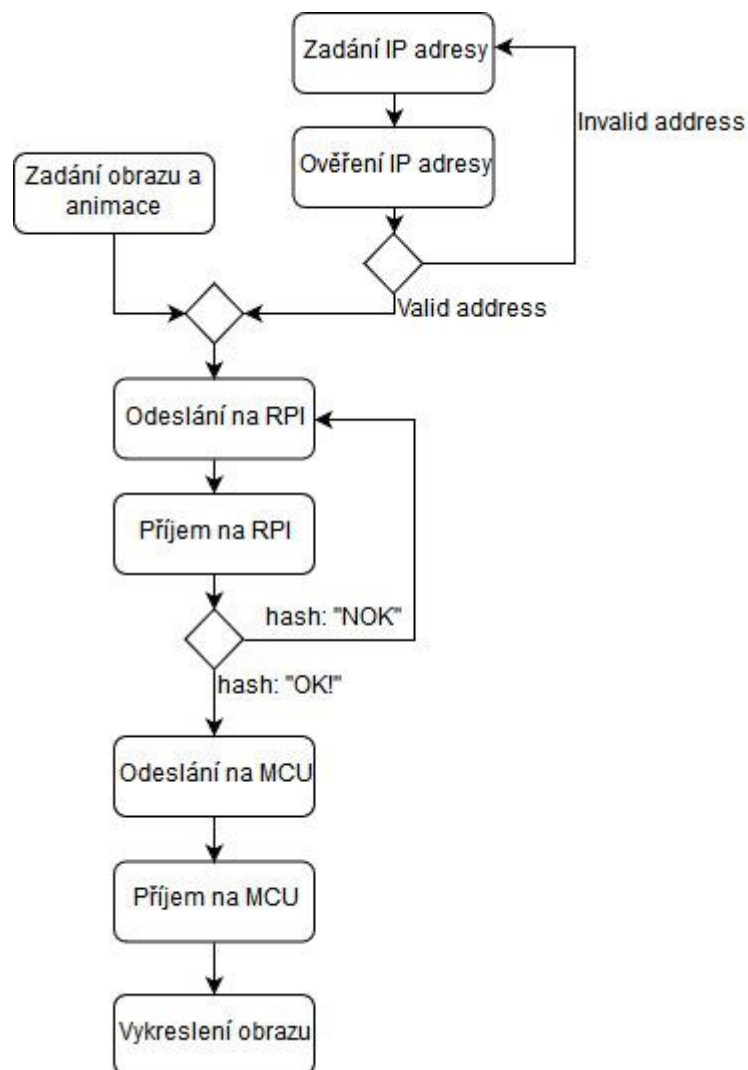 Zadání IP adresy
Invalid address
Ověření IP adresy
Zadání obrazu a
animace
Valid address
Odeslání na RPI
Příjem na RPI
hash: "NOK"
hash: "OK!"
Odeslání na MCU
Příjem na MCU
Vykreslení obrazu